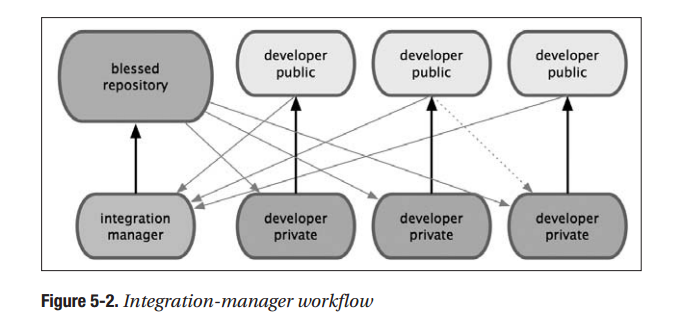 blessed
repository
developer
public
developer
public
developer
public
integration
manager
developer
private
developer
private
developer
private
Figure 5-2. Integration-manager workflow